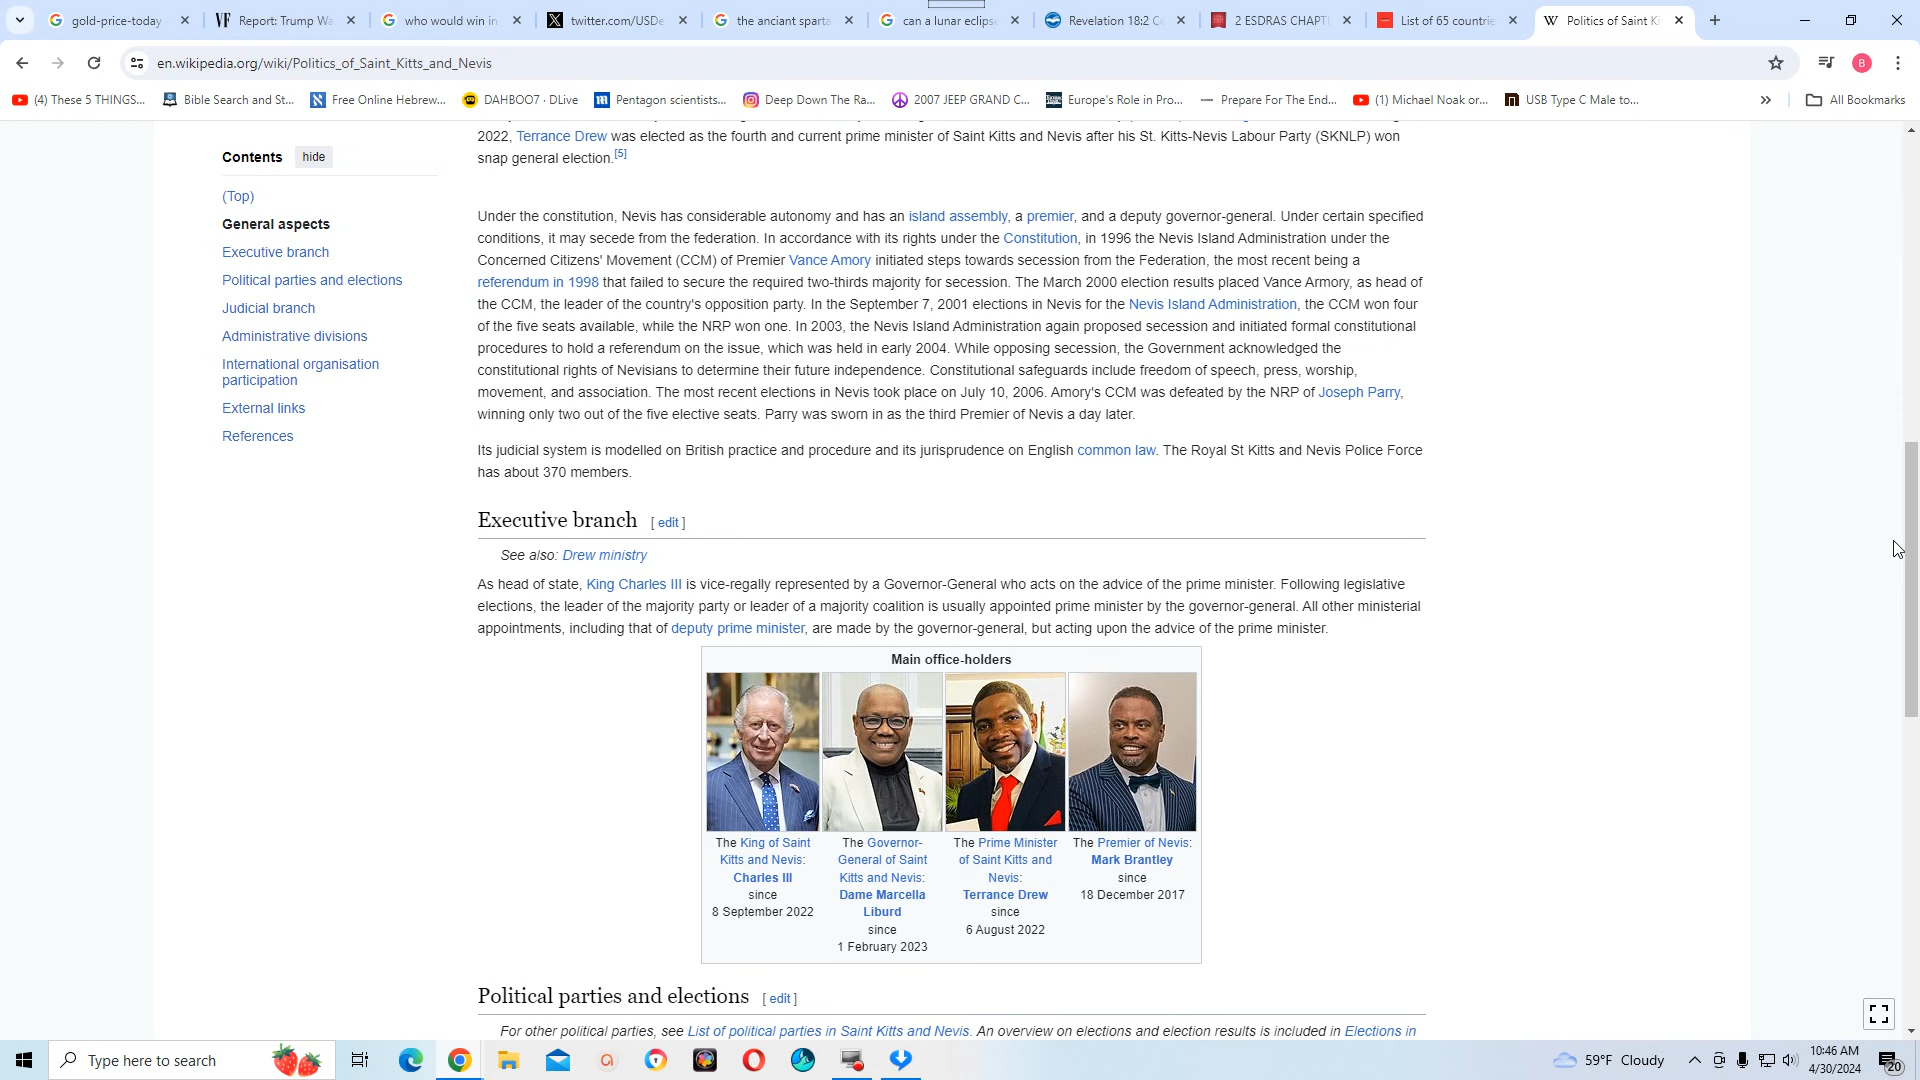 gold-price-today
Report: Trump Wa
who would win in
twitter.com/USDe
the anciant sparta
can a lunar eclipse
Revelation 18:2 Co
2 ESDRAS CHAPTE
List of 65 countrie
Politics of Saint Ki
en.wikipedia.org/wiki/Politics_of_Saint_Kitts_and_Nevis
(4) These 5 THINGS...
Bible Search and St...
Free Online Hebrew...
DAHBOO7 · DLive
Pentagon scientists...
Deep Down The Ra...
2007 JEEP GRAND C...
Europe's Role in Pro...
Prepare For The End...
(1) Michael Noak or...
USB Type C Male to...
All Bookmarks
Contents hide
(Top)
General aspects
Executive branch
Political parties and elections
Judicial branch
Administrative divisions
International organisation
participation
External links
References
2022, Terrance Drew was elected as the fourth and current prime minister of Saint Kitts and Nevis after his St. Kitts-Nevis Labour Party (SKNLP) won
snap general election.[5]
Under the constitution, Nevis has considerable autonomy and has an island assembly, a premier, and a deputy governor-general. Under certain specified
conditions, it may secede from the federation. In accordance with its rights under the Constitution, in 1996 the Nevis Island Administration under the
Concerned Citizens' Movement (CCM) of Premier Vance Amory initiated steps towards secession from the Federation, the most recent being a
referendum in 1998 that failed to secure the required two-thirds majority for secession. The March 2000 election results placed Vance Armory, as head of
the CCM, the leader of the country's opposition party. In the September 7, 2001 elections in Nevis for the Nevis Island Administration, the CCM won four
of the five seats available, while the NRP won one. In 2003, the Nevis Island Administration again proposed secession and initiated formal constitutional
procedures to hold a referendum on the issue, which was held in early 2004. While opposing secession, the Government acknowledged the
constitutional rights of Nevisians to determine their future independence. Constitutional safeguards include freedom of speech, press, worship,
movement, and association. The most recent elections in Nevis took place on July 10, 2006. Amory's CCM was defeated by the NRP of Joseph Parry,
winning only two out of the five elective seats. Parry was sworn in as the third Premier of Nevis a day later.
Its judicial system is modelled on British practice and procedure and its jurisprudence on English common law. The Royal St Kitts and Nevis Police Force
has about 370 members.
Executive branch [ edit ]
See also: Drew ministry
As head of state, King Charles III is vice-regally represented by a Governor-General who acts on the advice of the prime minister. Following legislative
elections, the leader of the majority party or leader of a majority coalition is usually appointed prime minister by the governor-general. All other ministerial
appointments, including that of deputy prime minister, are made by the governor-general, but acting upon the advice of the prime minister.
Main office-holders
The King of Saint
Kitts and Nevis:
Charles III
since
8 September 2022
The Governor-
General of Saint
Kitts and Nevis:
Dame Marcella
Liburd
since
1 February 2023
The Prime Minister
of Saint Kitts and
Nevis:
Terrance Drew
since
6 August 2022
The Premier of Nevis:
Mark Brantley
since
18 December 2017
Political parties and elections [ edit ]
For other political parties, see List of political parties in Saint Kitts and Nevis. An overview on elections and election results is included in Elections in
Type here to search
59°F Cloudy
10:46 AM
4/30/2024
20